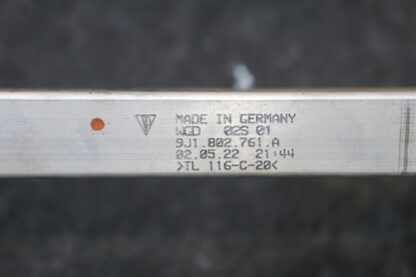 MADE IN GERMANY
WGD 02S 01
9J1.802.761.A
02.05.22 21:44
>TL 116-C-20<